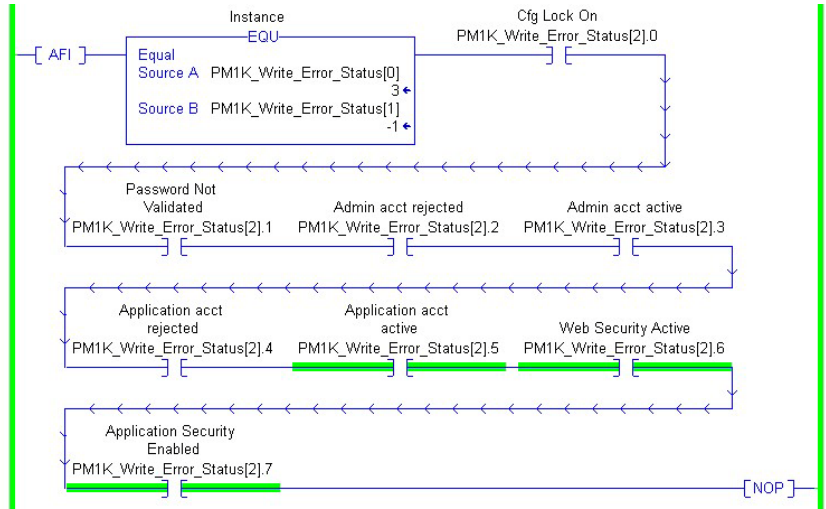 Instance
Cfg Lock On
EQU
PM1K_Write_Error_Status[2].0
AFI
Equal
Source A PM1K_Write_Error_Status[0]
3
Source B PM1K_Write_Error_Status[1]
-1
Password Not
Validated
Admin acct rejected
Admin acct active
PM1K_Write_Error_Status[2].1
PM1K_Write_Error_Status[2].2
PM1K_Write_Error_Status[2].3
Application acct
rejected
Application acct
active
Web Security Active
PM1K_Write_Error_Status[2].4
PM1K_Write_Error_Status[2].5
PM1K_Write_Error_Status[2].6
Application Security
Enabled
PM1K_Write_Error_Status[2].7
NOP